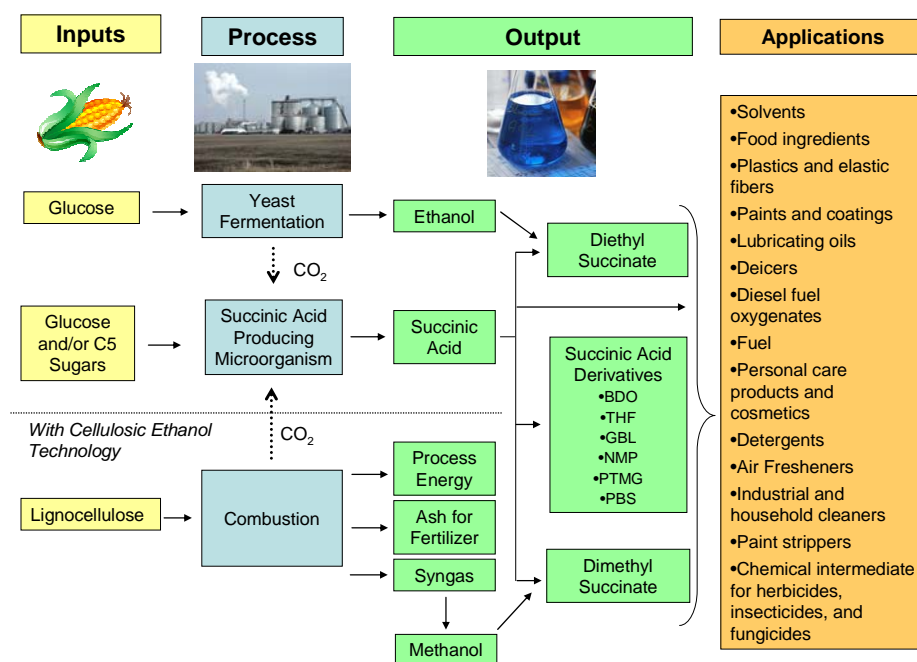 Inputs
Process
Output
Applications
Glucose
Yeast
Fermentation
Ethanol
Diethyl
Succinate
CO2
Glucose
and/or C5
Sugars
Succinic Acid
Producing
Microorganism
Succinic
Acid
Succinic Acid
Derivatives
•BDO
•THF
•GBL
•NMP
•PTMG
•PBS
With Cellulosic Ethanol
Technology
CO2
Lignocellulose
Combustion
Process
Energy
Ash for
Fertilizer
Syngas
Methanol
Dimethyl
Succinate
•Solvents
•Food ingredients
•Plastics and elastic
fibers
•Paints and coatings
•Lubricating oils
•Deicers
•Diesel fuel
oxygenates
•Fuel
•Personal care
products and
cosmetics
•Detergents
•Air Fresheners
•Industrial and
household cleaners
•Paint strippers
•Chemical intermediate
for herbicides,
insecticides, and
fungicides